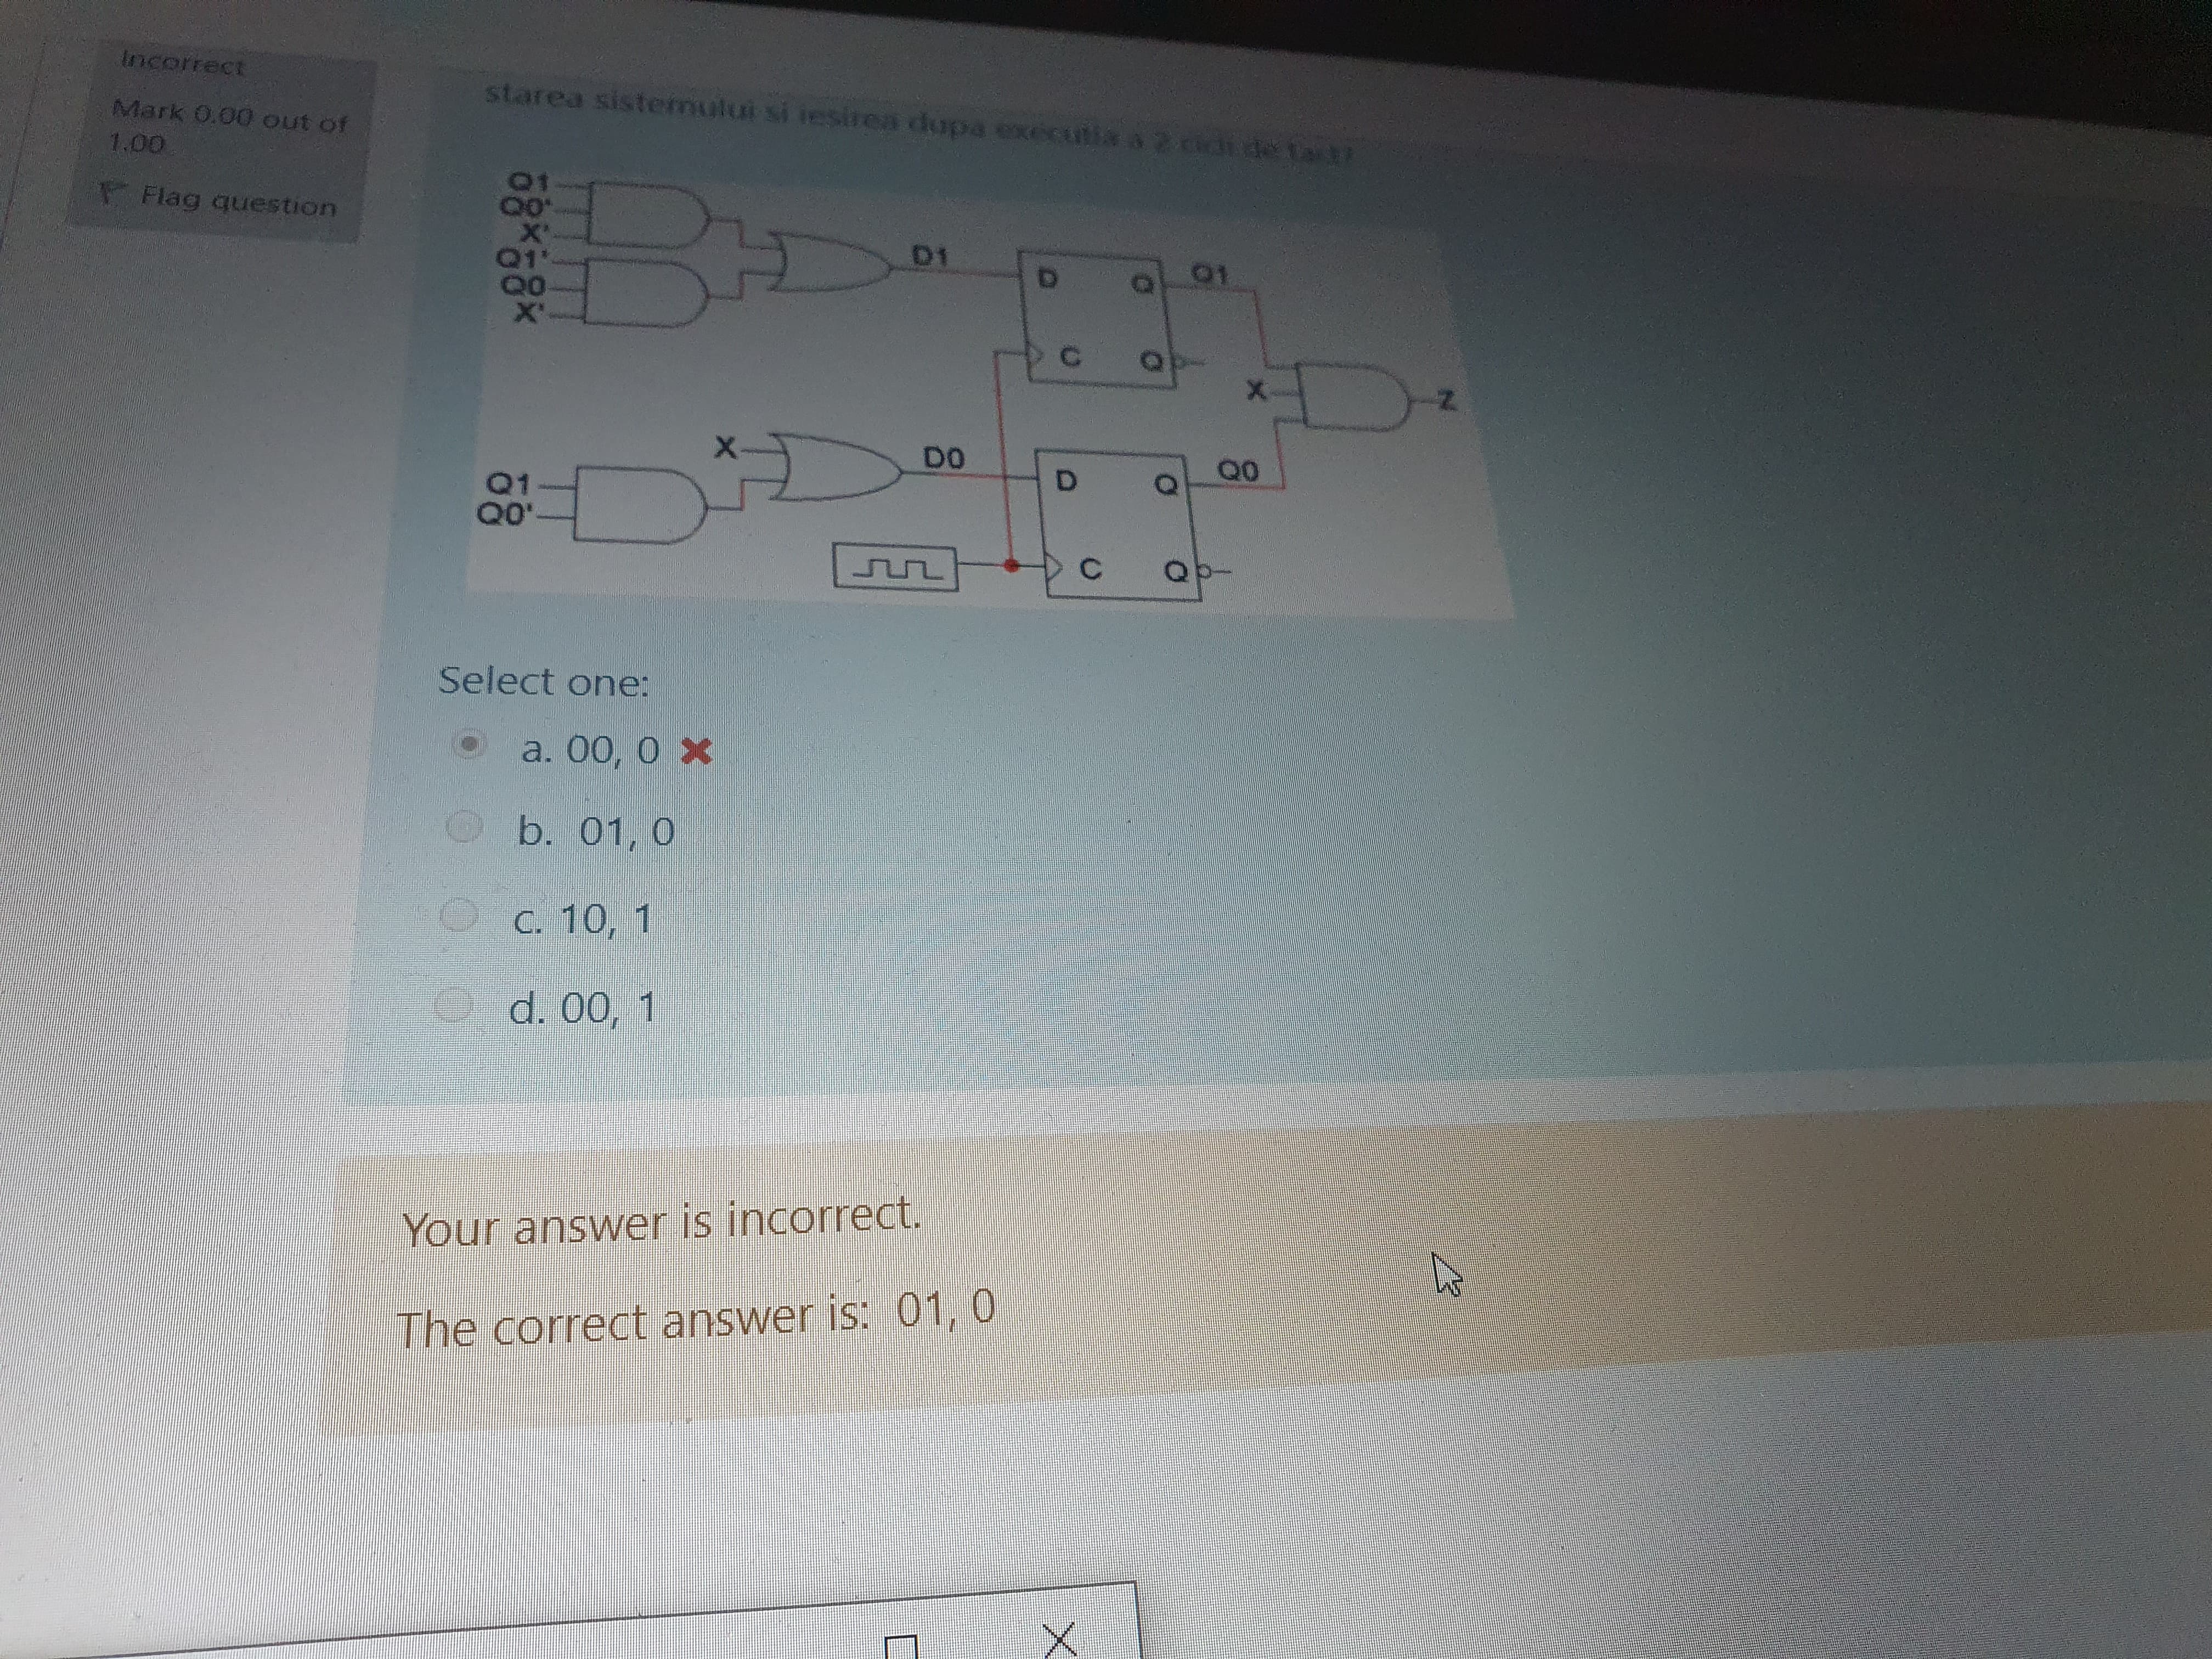 Incorrect
Mark 0.00 out of
1.00
Flag question
starea sistemului si iesirea dupa executia a 2 cicli de tact?
Q1
Q0'
X'
Q1'
Q0
X'
D1
D
Q
C
Q
Q1
X
Z
X
Q1
Q0'
D0
D
Q
C
Q
Q0
Select one:
a. 00, 0
b. 01, 0
c. 10, 1
d. 00, 1
Your answer is incorrect.
The correct answer is: 01, 0